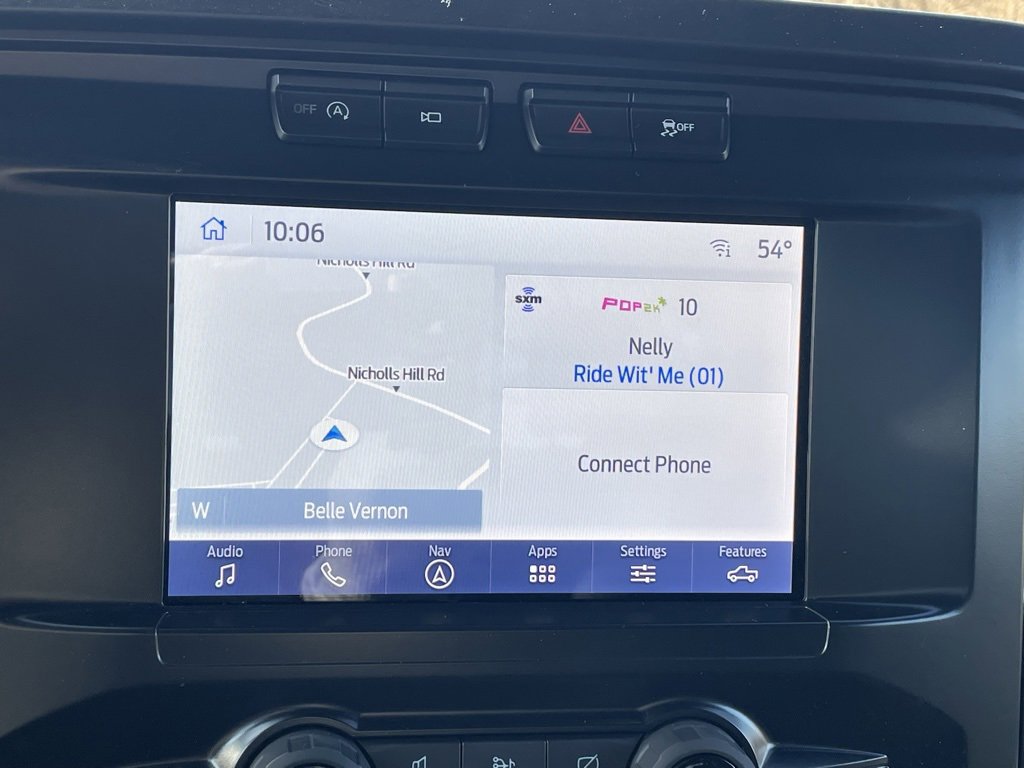 OFF A
OFF
10:06
54°
Nicholls Hill Rd
sxm POP2K 10
Nelly
Ride Wit' Me (01)
Nicholls Hill Rd
Connect Phone
W Belle Vernon
Audio Phone Nav Apps Settings Features